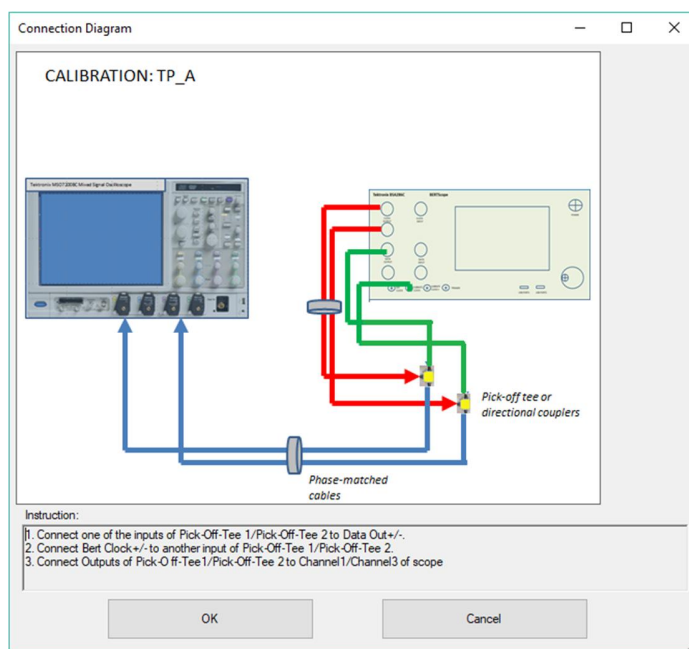 Connection Diagram
CALIBRATION: TP_A
Tektronix BERTScope
Pick-off tee or
directional couplers
Phase-matched
cables
Instruction:
1. Connect one of the inputs of Pick-Off-Tee 1/Pick-Off-Tee 2 to Data Out+/-.
2. Connect Bert Clock+/- to another input of Pick-Off-Tee 1/Pick-Off-Tee 2.
3. Connect Outputs of Pick-O ff-Tee1/Pick-Off-Tee 2 to Channel1/Channel3 of scope
OK
Cancel